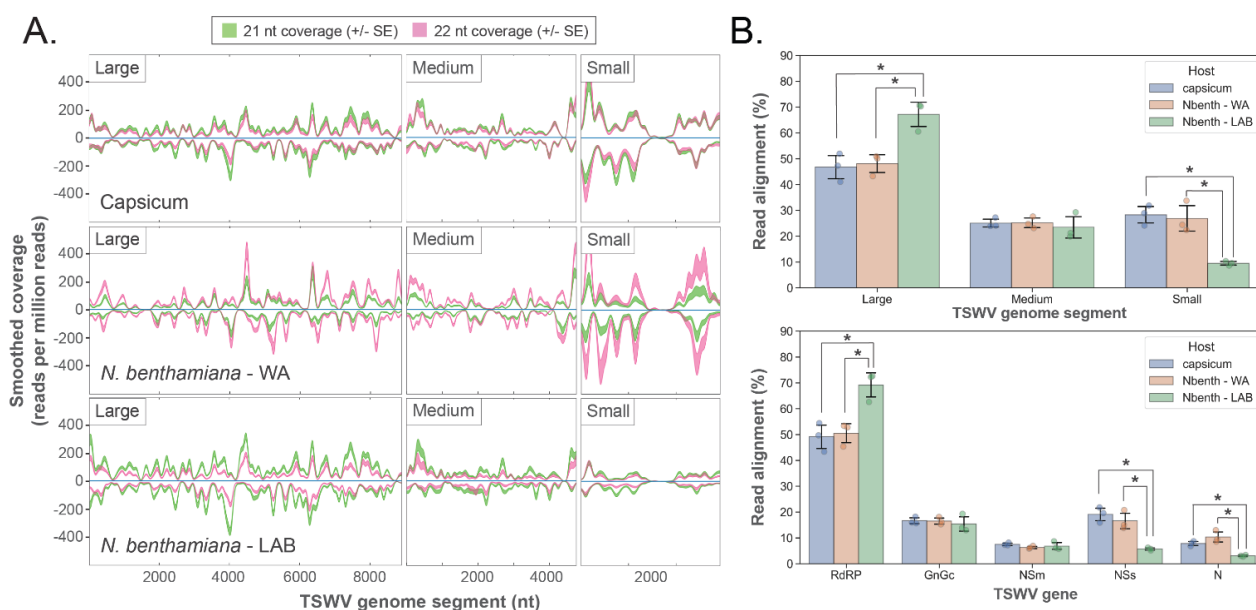 A.
21 nt coverage (+/- SE) 22 nt coverage (+/- SE)
Smoothed coverage
(reads per million reads)
Large Medium Small
400
200
0
-200
-400
Capsicum
Large Medium Small
400
200
0
-200
-400
N. benthamiana - WA
Large Medium Small
200
0
-200
-400
N. benthamiana - LAB
2000 4000 6000 8000 2000 4000 2000
TSWV genome segment (nt)
B.
Read alignment (%)
90
80
70
60
50
40
30
20
10
0
* * * *
Host
capsicum
Nbenth - WA
Nbenth - LAB
Large Medium Small
TSWV genome segment
Read alignment (%)
90
80
70
60
50
40
30
20
10
0
* * * * * *
Host
capsicum
Nbenth - WA
Nbenth - LAB
RdRP GnGc NSm NSs N
TSWV gene